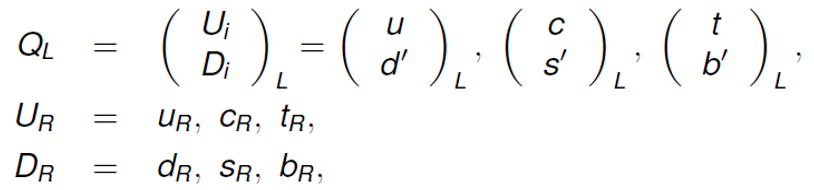 Q_L = ( U_i D_i )_L = ( u d′ )_L, ( c s′ )_L, ( t b′ )_L,
U_R = u_R, c_R, t_R,
D_R = d_R, s_R, b_R,